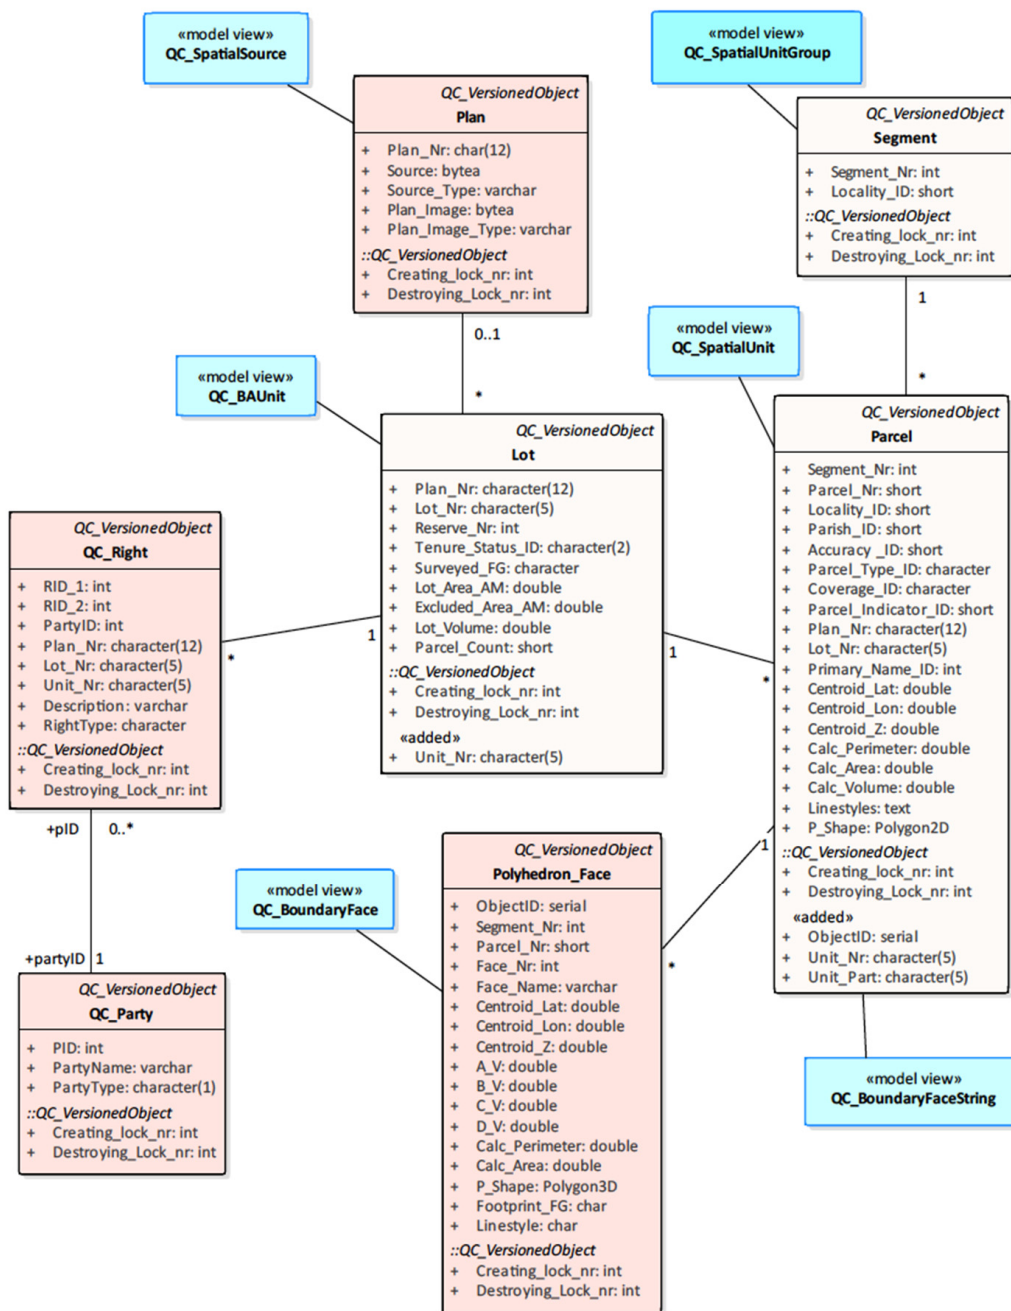 «model view»
QC_SpatialSource
«model view»
QC_SpatialUnitGroup
QC_VersionedObject
Plan
+ Plan_Nr: char(12)
+ Source: bytea
+ Source_Type: varchar
+ Plan_Image: bytea
+ Plan_Image_Type: varchar
::QC_VersionedObject
+ Creating_lock_nr: int
+ Destroying_Lock_nr: int
QC_VersionedObject
Segment
+ Segment_Nr: int
+ Locality_ID: short
::QC_VersionedObject
+ Creating_lock_nr: int
+ Destroying_Lock_nr: int
0..1
*
1
*
«model view»
QC_BAUnit
«model view»
QC_SpatialUnit
QC_VersionedObject
Lot
+ Plan_Nr: character(12)
+ Lot_Nr: character(5)
+ Reserve_Nr: int
+ Tenure_Status_ID: character(2)
+ Surveyed_FG: character
+ Lot_Area_AM: double
+ Excluded_Area_AM: double
+ Lot_Volume: double
+ Parcel_Count: short
::QC_VersionedObject
+ Creating_lock_nr: int
+ Destroying_Lock_nr: int
«added»
+ Unit_Nr: character(5)
QC_VersionedObject
Parcel
+ Segment_Nr: int
+ Parcel_Nr: short
+ Locality_ID: short
+ Parish_ID: short
+ Accuracy _ID: short
+ Parcel_Type_ID: character
+ Coverage_ID: character
+ Parcel_Indicator_ID: short
+ Plan_Nr: character(12)
+ Lot_Nr: character(5)
+ Primary_Name_ID: int
+ Centroid_Lat: double
+ Centroid_Lon: double
+ Centroid_Z: double
+ Calc_Perimeter: double
+ Calc_Area: double
+ Calc_Volume: double
+ Linestyles: text
+ P_Shape: Polygon2D
::QC_VersionedObject
+ Creating_lock_nr: int
+ Destroying_Lock_nr: int
«added»
+ ObjectID: serial
+ Unit_Nr: character(5)
+ Unit_Part: character(5)
QC_VersionedObject
QC_Right
+ RID_1: int
+ RID_2: int
+ PartyID: int
+ Plan_Nr: character(12)
+ Lot_Nr: character(5)
+ Unit_Nr: character(5)
+ Description: varchar
+ RightType: character
::QC_VersionedObject
+ Creating_lock_nr: int
+ Destroying_Lock_nr: int
*
1
1
*
+pID 0..*
+partyID 1
1
*
QC_VersionedObject
QC_Party
+ PID: int
+ PartyName: varchar
+ PartyType: character(1)
::QC_VersionedObject
+ Creating_lock_nr: int
+ Destroying_Lock_nr: int
«model view»
QC_BoundaryFace
QC_VersionedObject
Polyhedron_Face
+ ObjectID: serial
+ Segment_Nr: int
+ Parcel_Nr: short
+ Face_Nr: int
+ Face_Name: varchar
+ Centroid_Lat: double
+ Centroid_Lon: double
+ Centroid_Z: double
+ A_V: double
+ B_V: double
+ C_V: double
+ D_V: double
+ Calc_Perimeter: double
+ Calc_Area: double
+ P_Shape: Polygon3D
+ Footprint_FG: char
+ Linestyle: char
::QC_VersionedObject
+ Creating_lock_nr: int
+ Destroying_Lock_nr: int
«model view»
QC_BoundaryFaceString